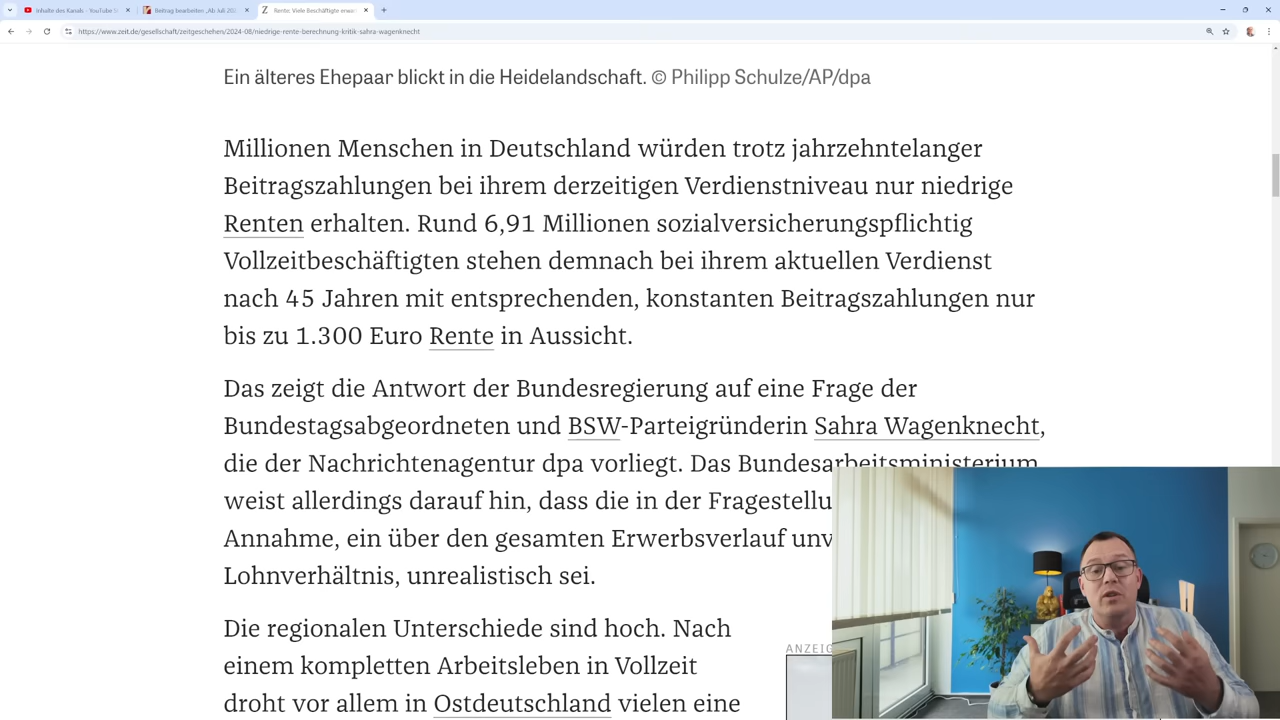 Inhalte des Kanals - YouTube St
Beitrag bearbeiten „Ab Juli 202
Rente: Viele Beschäftigte erwar
https://www.zeit.de/gesellschaft/zeitgeschehen/2024-08/niedrige-rente-berechnung-kritik-sahra-wagenknecht
Ein älteres Ehepaar blickt in die Heidelandschaft. © Philipp Schulze/AP/dpa
Millionen Menschen in Deutschland würden trotz jahrzehntelanger
Beitragszahlungen bei ihrem derzeitigen Verdienstniveau nur niedrige
Renten erhalten. Rund 6,91 Millionen sozialversicherungspflichtig
Vollzeitbeschäftigten stehen demnach bei ihrem aktuellen Verdienst
nach 45 Jahren mit entsprechenden, konstanten Beitragszahlungen nur
bis zu 1.300 Euro Rente in Aussicht.
Das zeigt die Antwort der Bundesregierung auf eine Frage der
Bundestagsabgeordneten und BSW-Parteigründerin Sahra Wagenknecht,
die der Nachrichtenagentur dpa vorliegt. Das Bundesarbeitsministerium
weist allerdings darauf hin, dass die in der Fragestellu
Annahme, ein über den gesamten Erwerbsverlauf unv
Lohnverhältnis, unrealistisch sei.
Die regionalen Unterschiede sind hoch. Nach
einem kompletten Arbeitsleben in Vollzeit
ANZEIG
droht vor allem in Ostdeutschland vielen eine